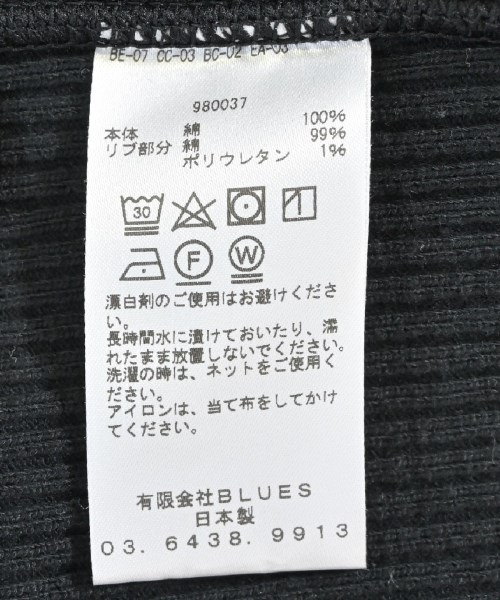 BE-07 CC-03 BC-02 EA-03
980037
本体 綿 100%
リブ部分 綿 99%
ポリウレタン 1%
30
F W
漂白剤のご使用はお避けくださ
い。
長時間水に漬けておいたり、濡
れたまま放置しないでください。
洗濯の時は、ネットをご使用く
ださい。
アイロンは、当て布をしてかけ
てください。
有限会社BLUES
日本製
03. 6438. 9913